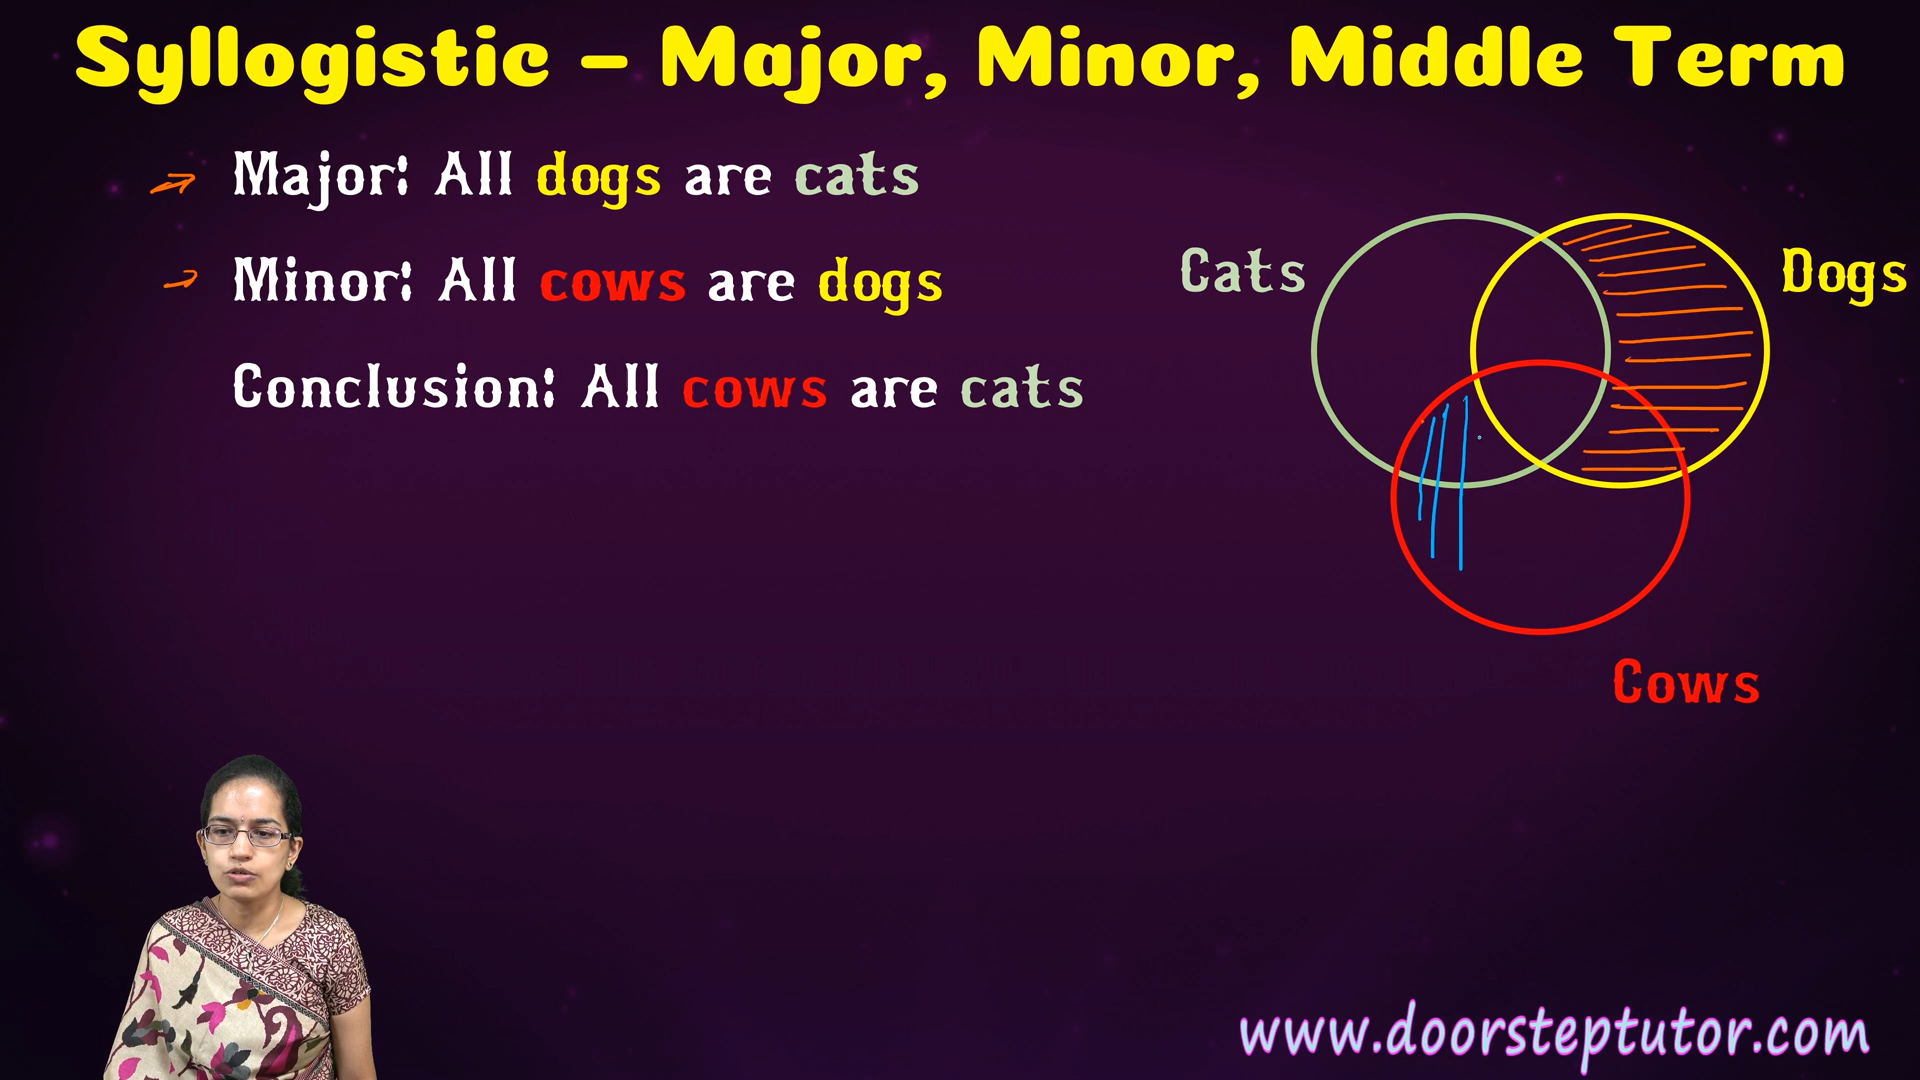 Syllogistic – Major, Minor, Middle Term
Major: All dogs are cats
Minor: All cows are dogs
Conclusion: All cows are cats
Cats
Dogs
Cows
www.doorsteptutor.com